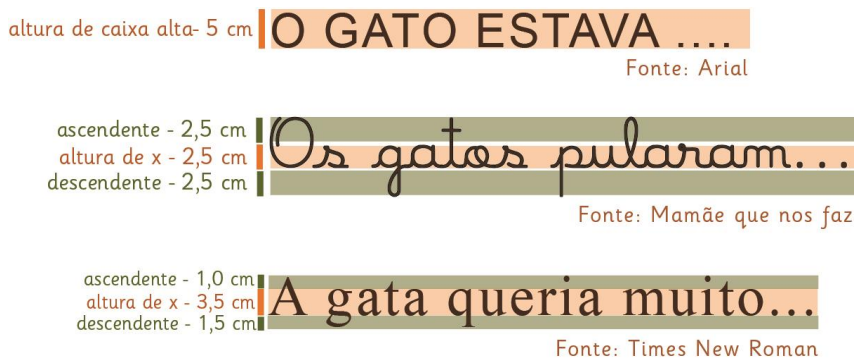 altura de caixa alta- 5 cm O GATO ESTAVA ....
Fonte: Arial
ascendente - 2,5 cm
altura de x - 2,5 cm Os gatos pularam...
descendente - 2,5 cm
Fonte: Mamãe que nos faz
ascendente - 1,0 cm
altura de x - 3,5 cm A gata queria muito...
descendente - 1,5 cm
Fonte: Times New Roman